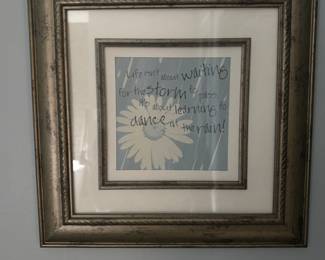 Life isn't about waiting
for the storm to pass
it's about learning to
dance in the rain!